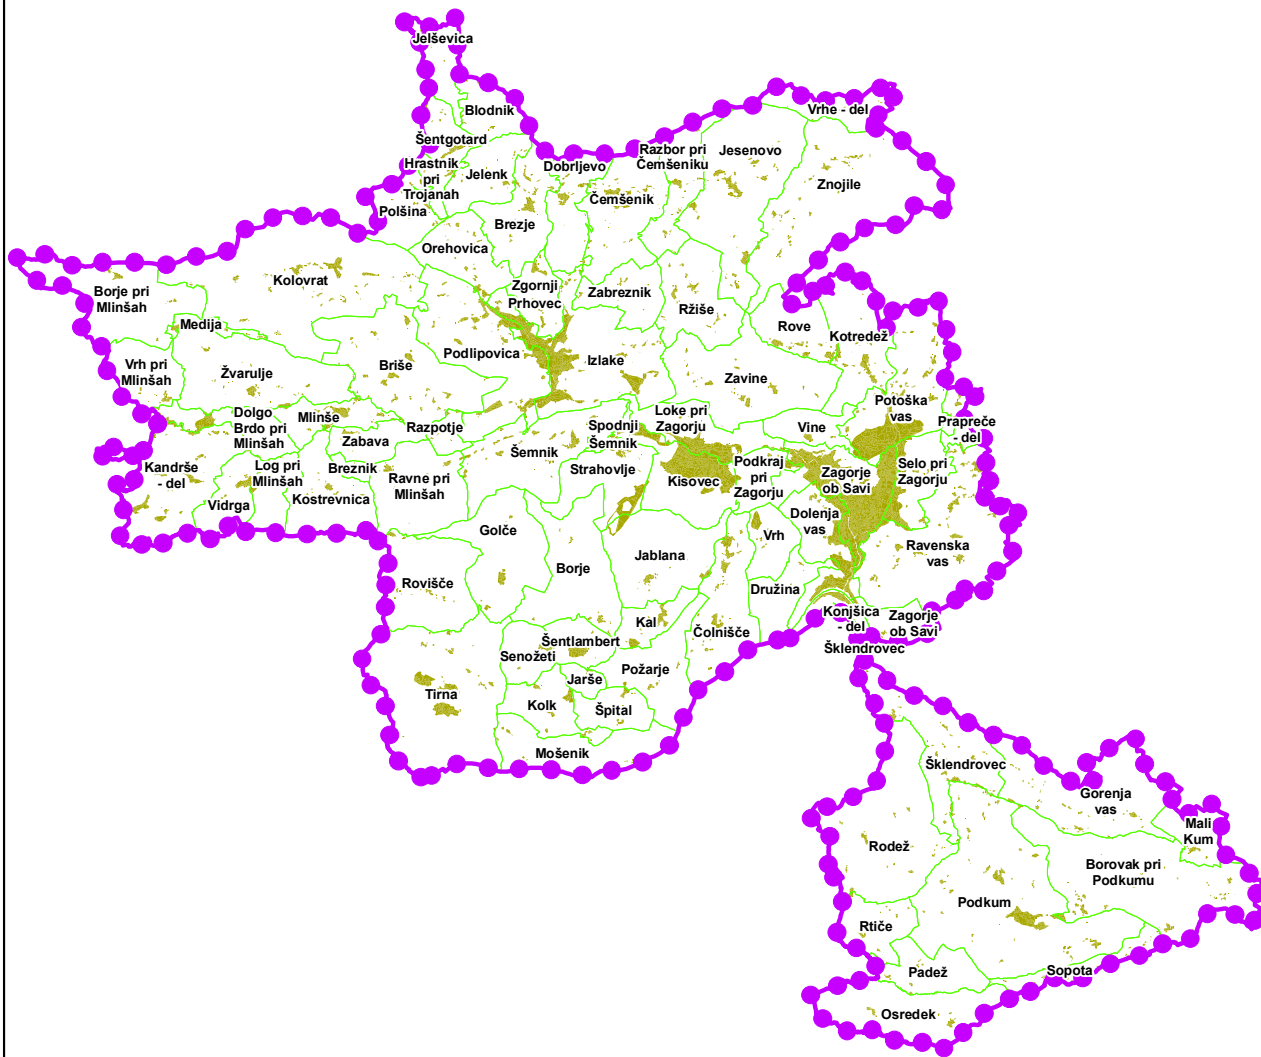 Jelševica
Blodnik
Vrhe - del
Šentgotard
Hrastnik
pri
Trojanah
Jelenk
Dobrljevo
Razbor pri
Čemšeniku
Jesenovo
Znojile
Polšina
Čemšenik
Brezje
Orehovica
Kolovrat
Borje pri
Mlinšah
Zgornji
Prhovec
Zabreznik
Ržiše
Rove
Kotredež
Medija
Podlipovica
Izlake
Vrh pri
Mlinšah
Žvarulje
Briše
Zavine
Potoška
vas
Dolgo
Brdo pri
Mlinšah
Mlinše
Razpotje
Spodnji
Šemnik
Loke pri
Zagorju
Vine
Prapreče
- del
Zabava
Šemnik
Kandrše
- del
Log pri
Mlinšah
Breznik
Strahovlje
Kisovec
Podkraj
pri
Zagorju
Zagorje
ob Savi
Selo pri
Zagorju
Vidrga
Kostrevnica
Ravne pri
Mlinšah
Golče
Dolenja
vas
Vrh
Ravenska
vas
Jablana
Borje
Rovišče
Družina
Konjšica
- del
Zagorje
ob Savi
Kal
Čolnišče
Šentlambert
Senožeti
Šklendrovec
Požarje
Jarše
Tirna
Kolk
Špital
Mošenik
Šklendrovec
Gorenja
vas
Mali
Kum
Rodež
Borovak pri
Podkumu
Podkum
Rtiče
Padež
Sopota
Osredek